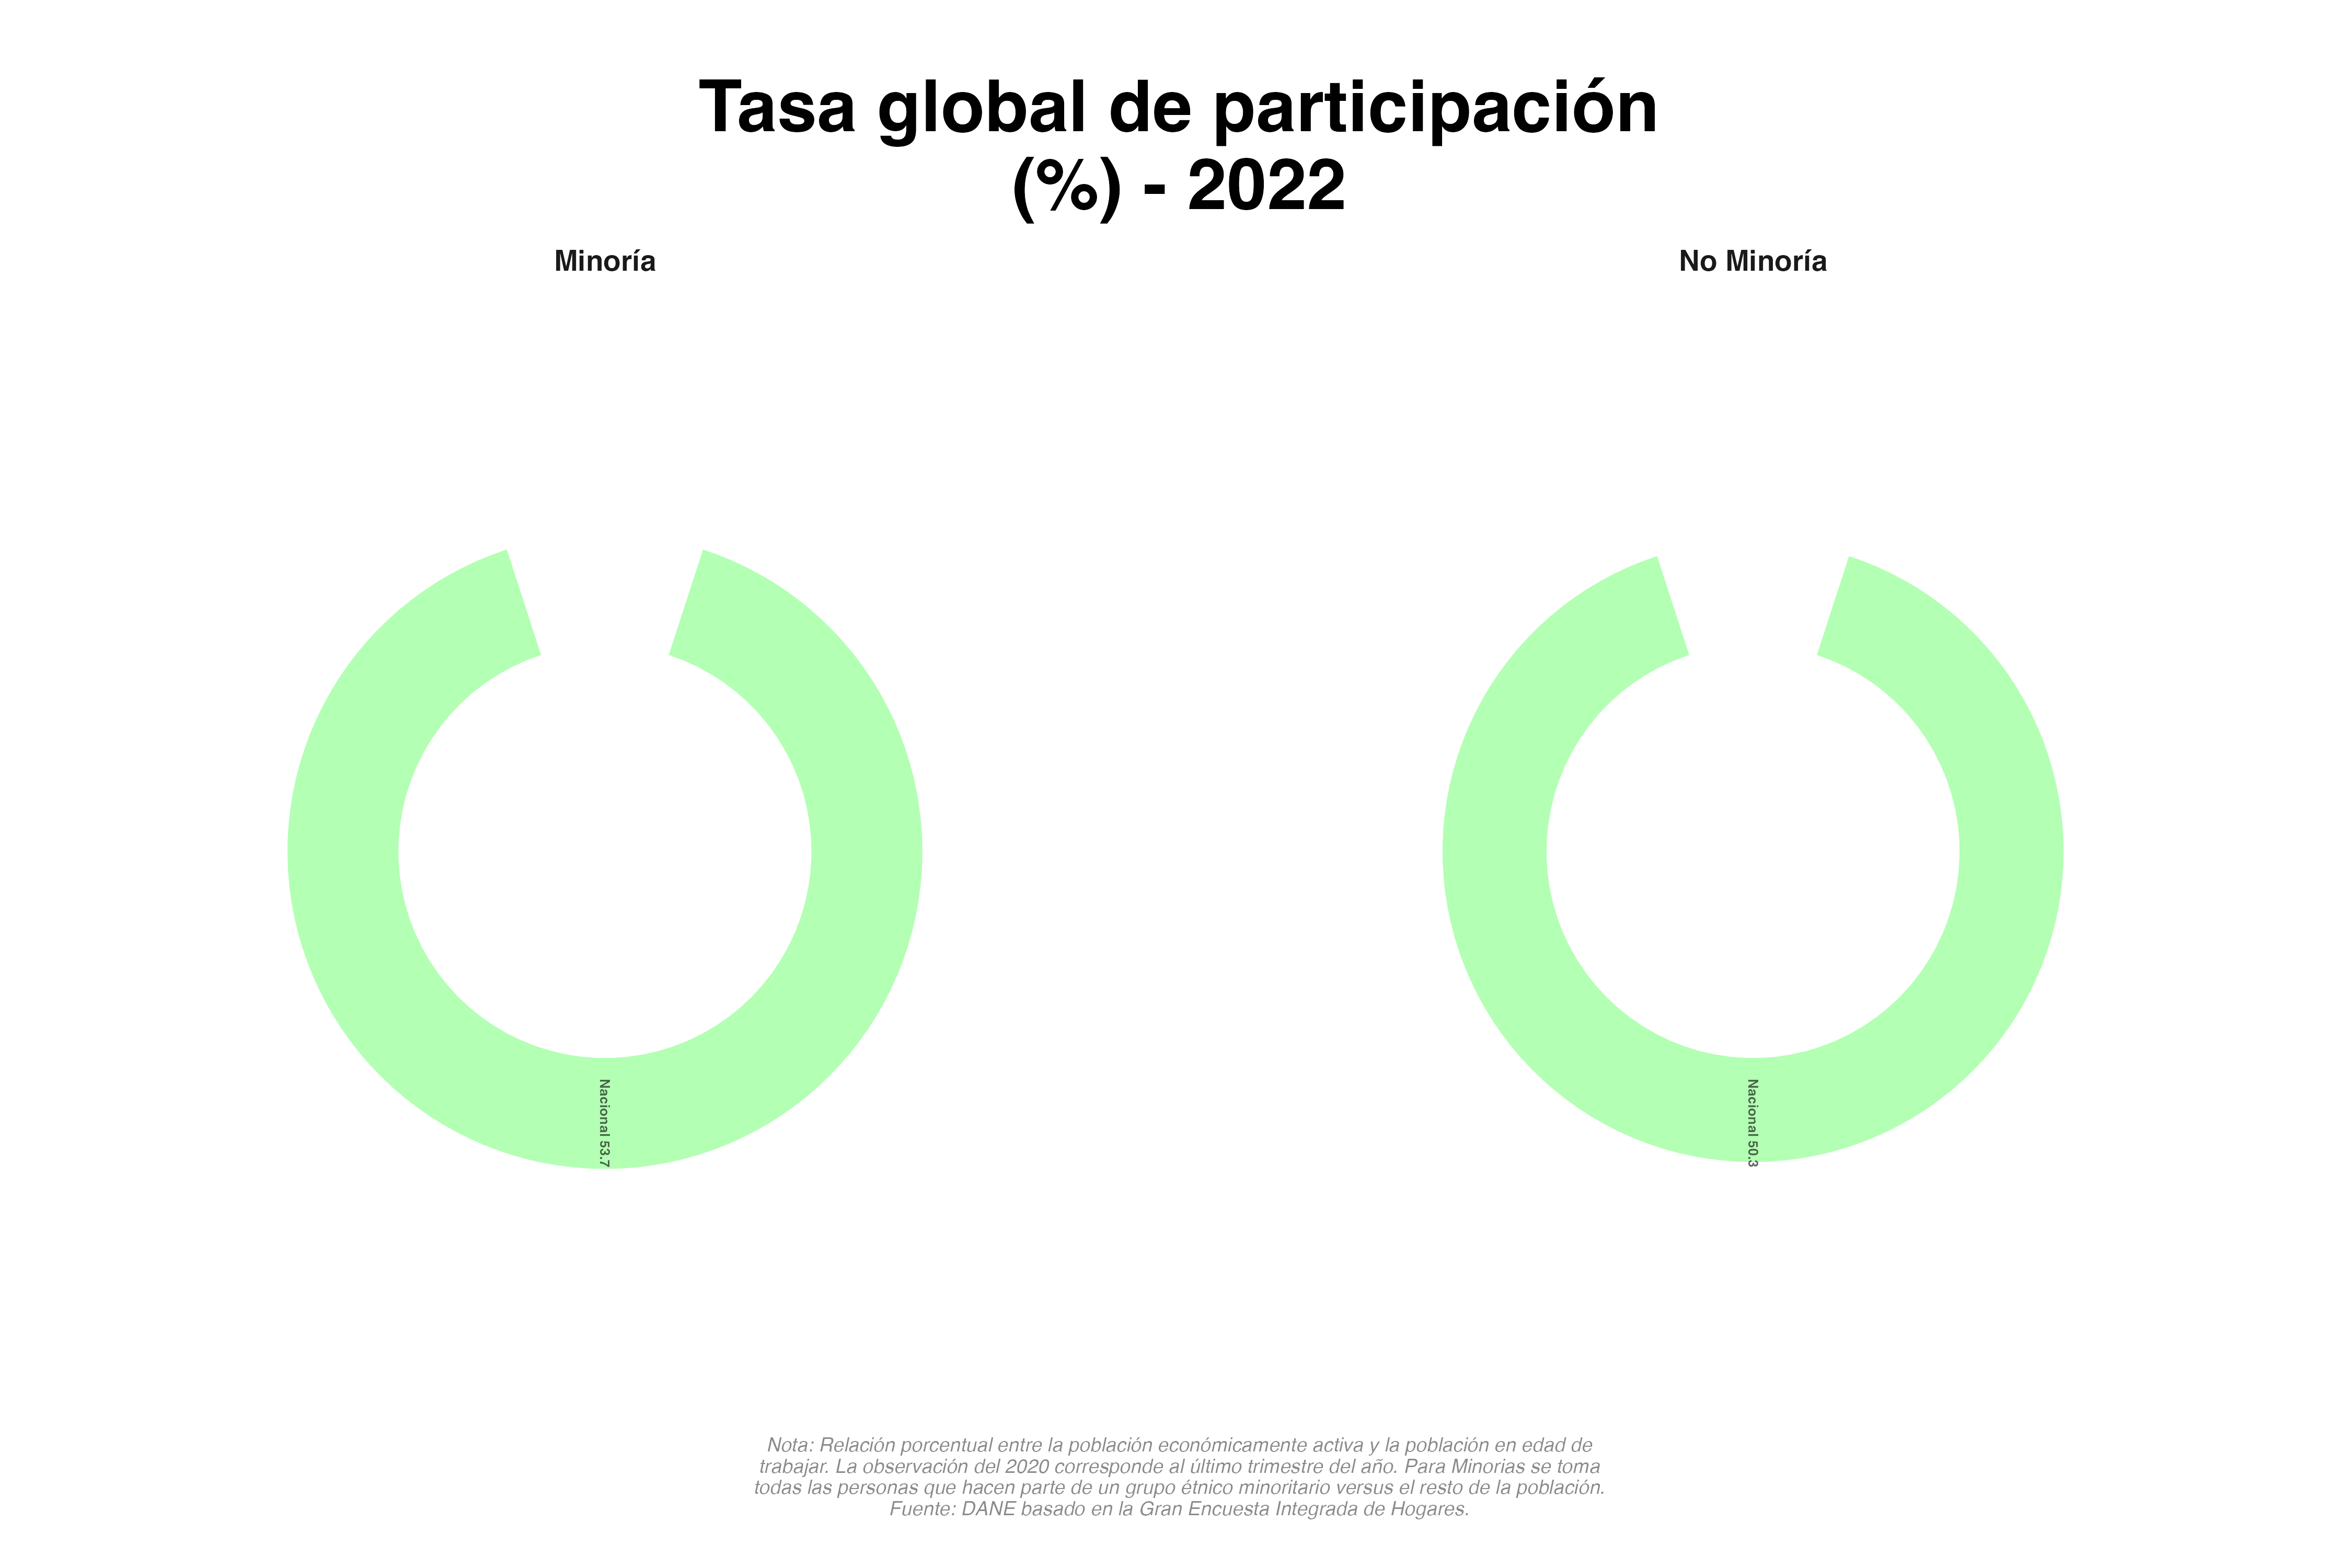 Tasa global de participación
(%) - 2022
Minoría
No Minoría
Nacional 53.7
Nacional 50.3
Nota: Relación porcentual entre la población económicamente activa y la población en edad de
trabajar. La observación del 2020 corresponde al último trimestre del año. Para Minorias se toma
todas las personas que hacen parte de un grupo étnico minoritario versus el resto de la población.
Fuente: DANE basado en la Gran Encuesta Integrada de Hogares.